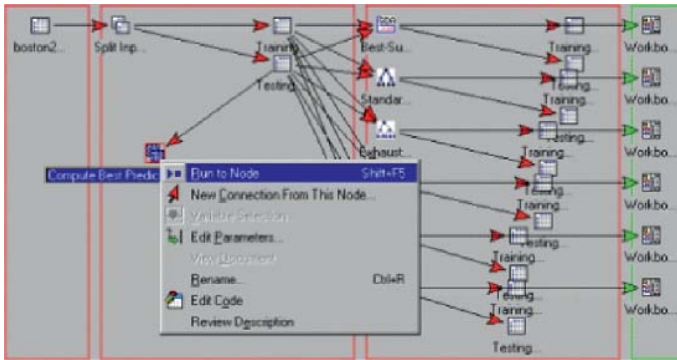 boston2...
Split Inp...
Training...
Testing...
Best-Su...
Training...
Workbo...
Testing...
Standar...
Training...
Workbo...
Testing...
Exhaust...
Training...
Workbo...
Testing...
Training...
Workbo...
Testing...
Training...
Workbo...
Testing...
Training...
Workbo...
Testing...
Compute Best Predic
Run to Node Shift+F5
New Connection From This Node...
Variable Selection...
Edit Parameters...
View Document
Rename... Ctrl+R
Edit Code
Review Description